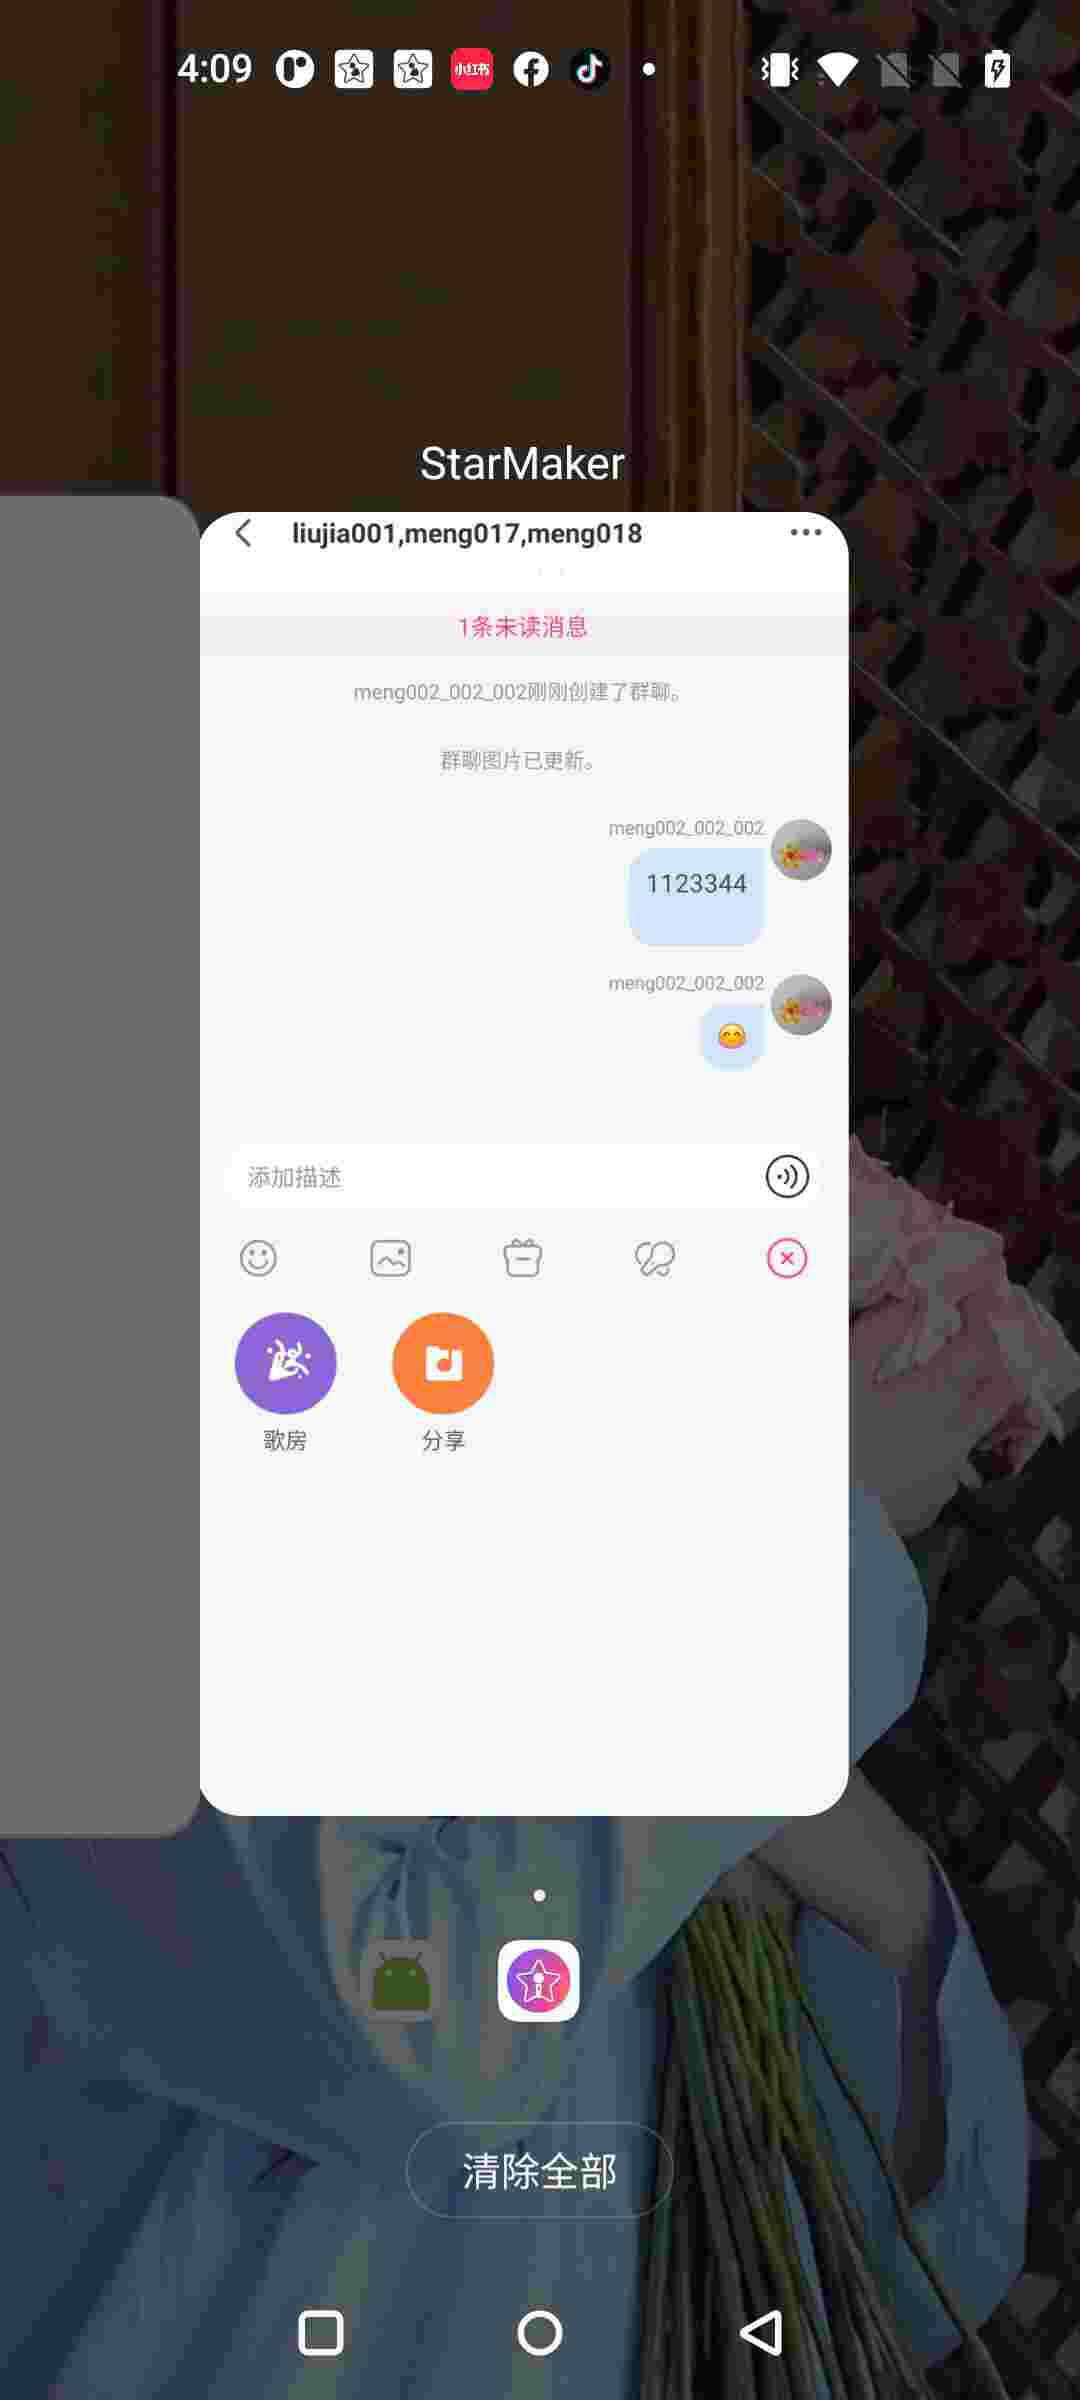 4:09
小红书
StarMaker
liujia001,meng017,meng018
1条未读消息
meng002_002_002刚刚创建了群聊。
群聊图片已更新。
meng002_002_002
1123344
meng002_002_002
😊
添加描述
歌房
分享
清除全部